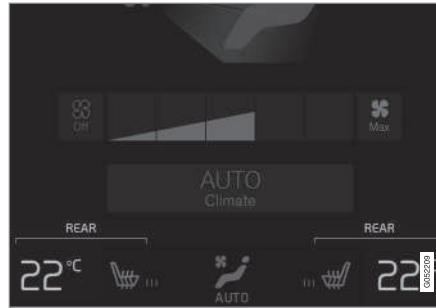 Off
Max
AUTO
Climate
REAR
REAR
22°C
AUTO
22
G052209